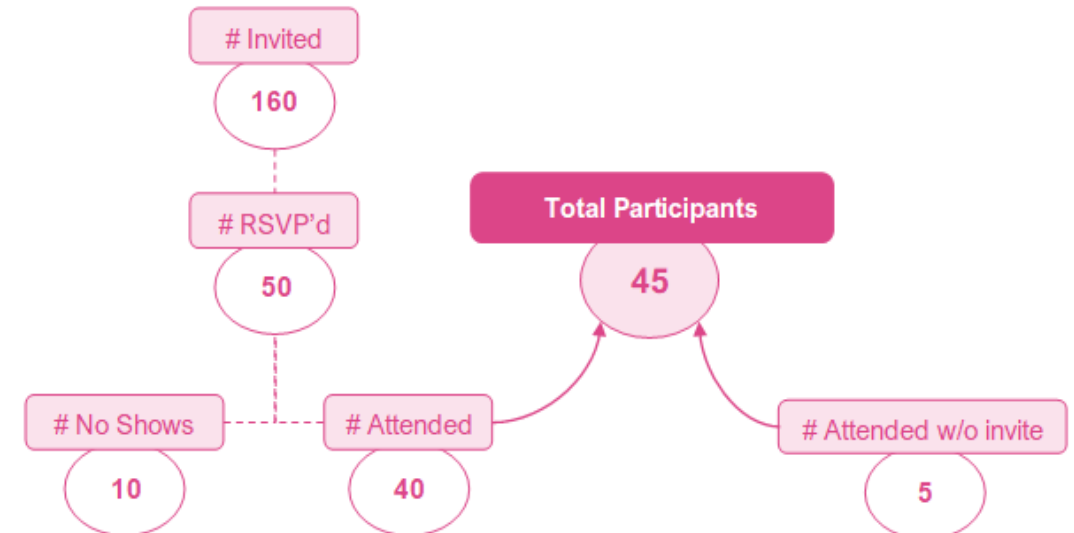 # Invited
160
# RSVP’d
50
Total Participants
45
# No Shows
10
# Attended
40
# Attended w/o invite
5